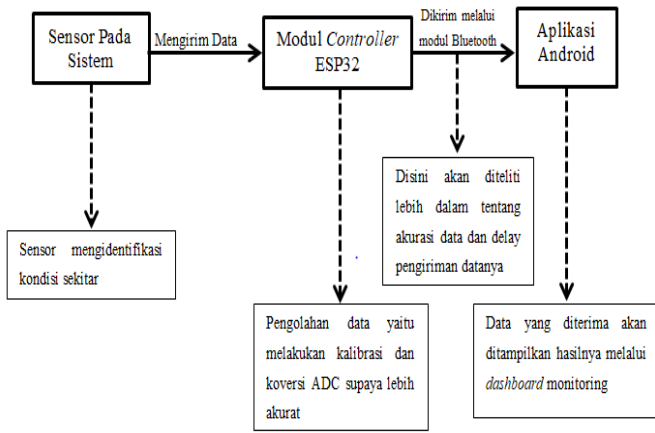 Sensor Pada
Sistem
Mengirim Data
Modul Controller
ESP32
Dikirim melalui
modul Bluetooth
Aplikasi
Android
Sensor mengidentifikasi
kondisi sekitar
Disini akan diteliti
lebih dalam tentang
akurasi data dan delay
pengiriman datanya
Pengolahan data yaitu
melakukan kalibrasi dan
koversi ADC supaya lebih
akurat
Data yang diterima akan
ditampilkan hasilnya melalui
dashboard monitoring